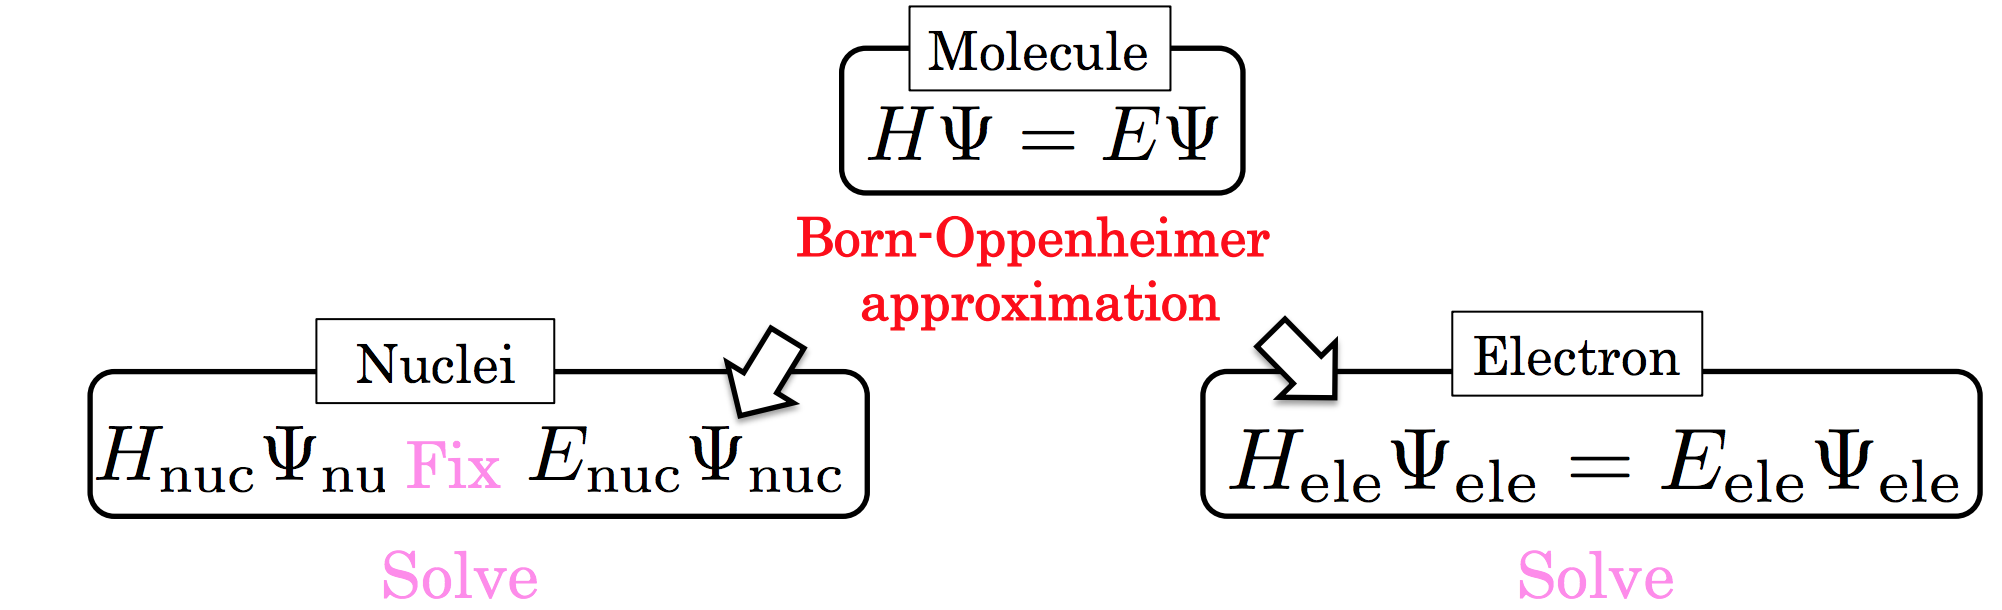 Molecule
HΨ = EΨ
Born-Oppenheimer
approximation
Nuclei
H_nuc Ψ_nu Fix E_nuc Ψ_nuc
Solve
Electron
H_ele Ψ_ele = E_ele Ψ_ele
Solve